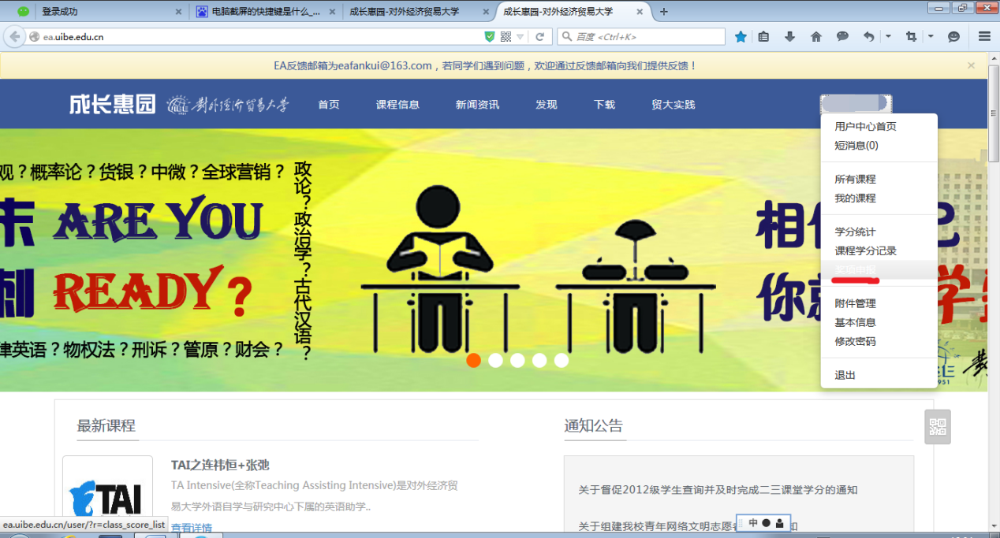 登录成功
电脑截屏的快捷键是什么_...
成长惠园-对外经济贸易大学
成长惠园-对外经济贸易大学
ea.uibe.edu.cn
百度 <Ctrl+K>
EA反馈邮箱为eafankui@163.com，若同学们遇到问题，欢迎通过反馈邮箱向我们提供反馈！
成长惠园 对外经济贸易大学 首页 课程信息 新闻资讯 发现 下载 贸大实践
用户中心首页
短消息(0)
所有课程
我的课程
学分统计
课程学分记录
奖项申报
附件管理
基本信息
修改密码
退出
观？概率论？货银？中微？全球营销？
政论？政治学？古代汉语？
末 ARE YOU
刺 READY？
律英语？物权法？刑诉？管原？财会？
相
你就
学
1951
最新课程
TAI之连祎恒+张弛
TAI
TA Intensive(全称Teaching Assisting Intensive)是对外经济贸
易大学外语自学与研究中心下属的英语助学..
查看详情
通知公告
关于督促2012级学生查询并及时完成二三课堂学分的通知
关于组建我校青年网络文明志愿
知
中
ea.uibe.edu.cn/user/?r=class_score_list